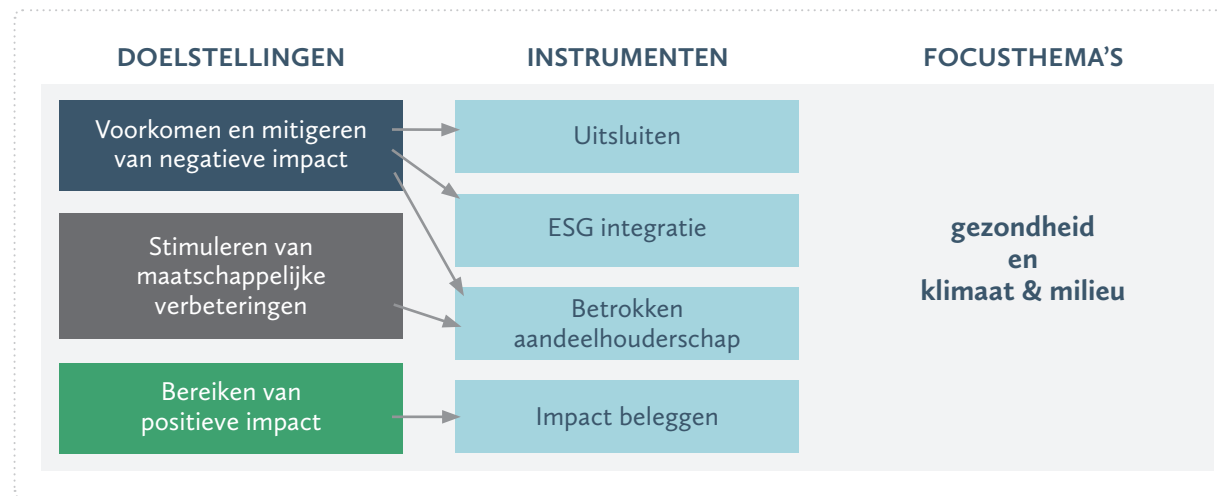 DOELSTELLINGEN
INSTRUMENTEN
FOCUSTHEMA'S
Voorkomen en mitigeren
van negatieve impact
Stimuleren van
maatschappelijke
verbeteringen
Bereiken van
positieve impact
Uitsluiten
ESG integratie
Betrokken
aandeelhouderschap
Impact beleggen
gezondheid
en
klimaat & milieu